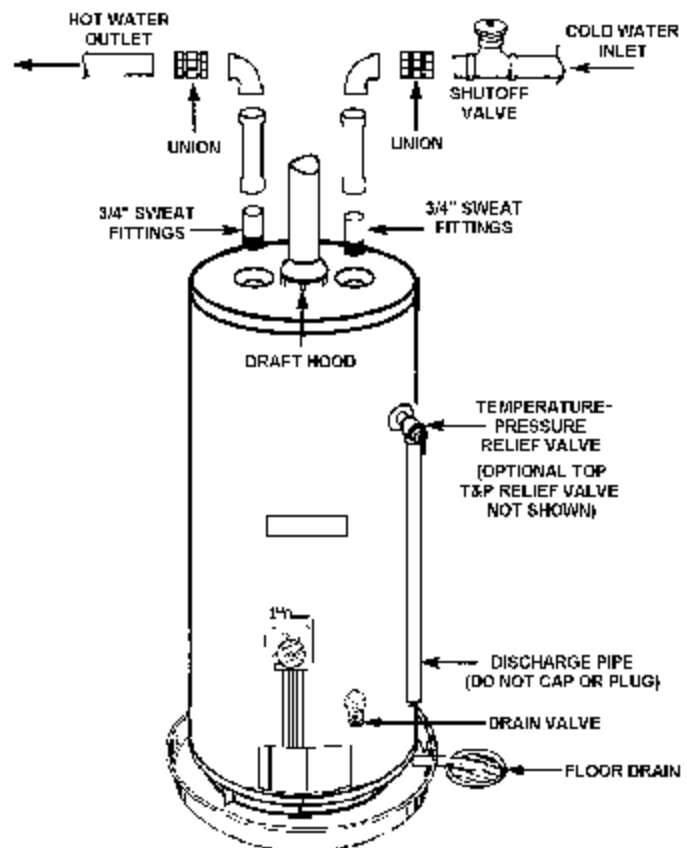 HOT WATER
OUTLET
COLD WATER
INLET
SHUTOFF
VALVE
UNION
UNION
3/4" SWEAT
FITTINGS
3/4" SWEAT
FITTINGS
DRAFT HOOD
TEMPERATURE-
PRESSURE
RELIEF VALVE
(OPTIONAL TOP
T&P RELIEF VALVE
NOT SHOWN)
DISCHARGE PIPE
(DO NOT CAP OR PLUG)
DRAIN VALVE
FLOOR DRAIN